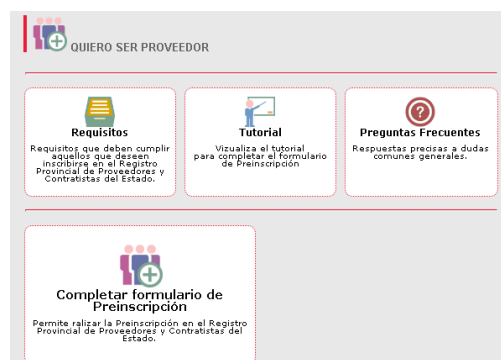 QUIERO SER PROVEEDOR
Requisitos
Requisitos que deben cumplir
aquellos que deseen
inscribirse en el Registro
Provincial de Proveedores y
Contratistas del Estado.
Tutorial
Vizualiza el tutorial
para completar el formulario
de Preinscripción
Preguntas Frecuentes
Respuestas precisas a dudas
comunes generales.
Completar formulario de
Preinscripción
Permite ralizar la Preinscripción en el Registro
Provincial de Proveedores y Contratistas del
Estado.